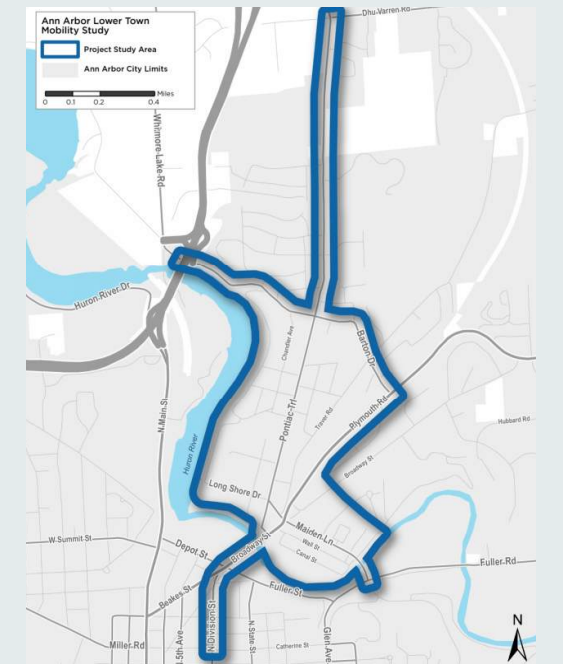 Ann Arbor Lower Town
Mobility Study
Project Study Area
Ann Arbor City Limits
Miles
0 0.1 0.2 0.4
Dhu-Varren Rd
Whitmore Lake Rd
Huron River Dr
Chandler Ave
Barton Dr
N Main St
Pontiac Trl
Traver Rd
Plymouth Rd
Hubbard Rd
Huron River
Broadway St
Long Shore Dr
Maiden Ln
W Summit St
Depot St
Broadway St
Wall St
Canal St
Fuller Rd
Beakes St
Fuller St
N Division St
N State St
Glen Ave
N
Miller Rd
5th Ave
Catherine St